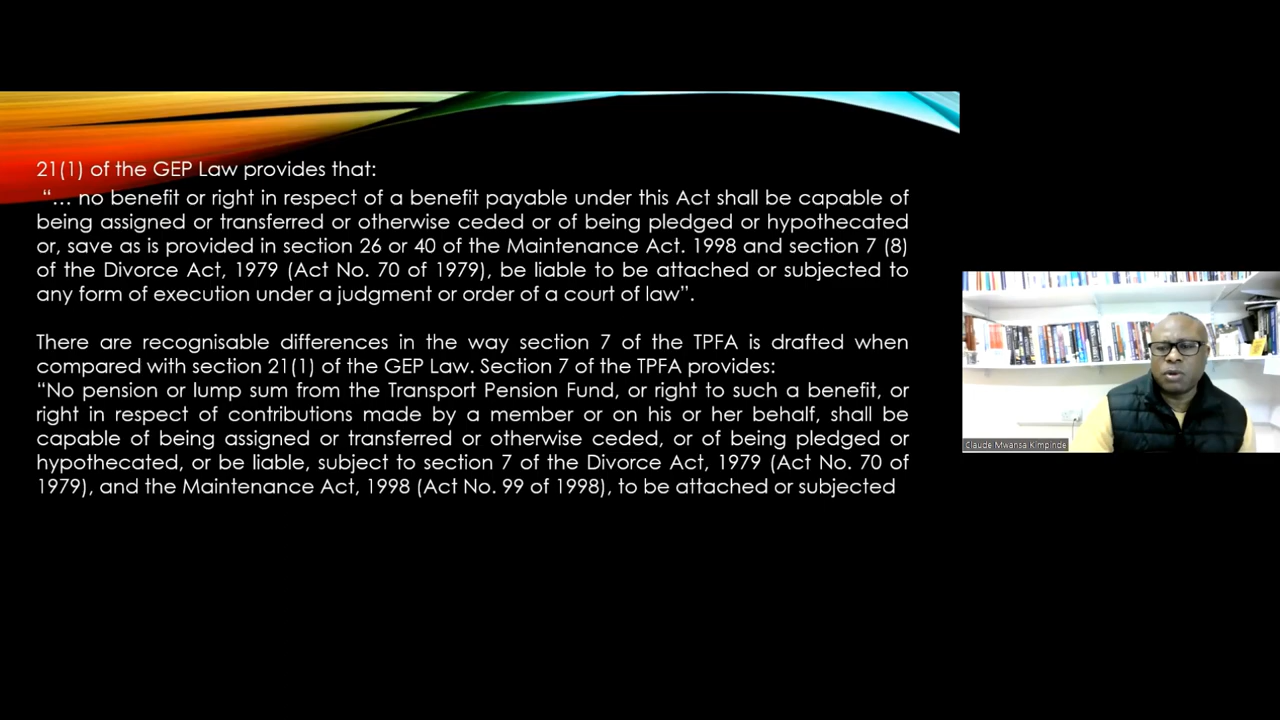 21(1) of the GEP Law provides that:
“… no benefit or right in respect of a benefit payable under this Act shall be capable of
being assigned or transferred or otherwise ceded or of being pledged or hypothecated
or, save as is provided in section 26 or 40 of the Maintenance Act. 1998 and section 7 (8)
of the Divorce Act, 1979 (Act No. 70 of 1979), be liable to be attached or subjected to
any form of execution under a judgment or order of a court of law”.
There are recognisable differences in the way section 7 of the TPFA is drafted when
compared with section 21(1) of the GEP Law. Section 7 of the TPFA provides:
“No pension or lump sum from the Transport Pension Fund, or right to such a benefit, or
right in respect of contributions made by a member or on his or her behalf, shall be
capable of being assigned or transferred or otherwise ceded, or of being pledged or
hypothecated, or be liable, subject to section 7 of the Divorce Act, 1979 (Act No. 70 of
1979), and the Maintenance Act, 1998 (Act No. 99 of 1998), to be attached or subjected
Claude Mwansa Kimpinde